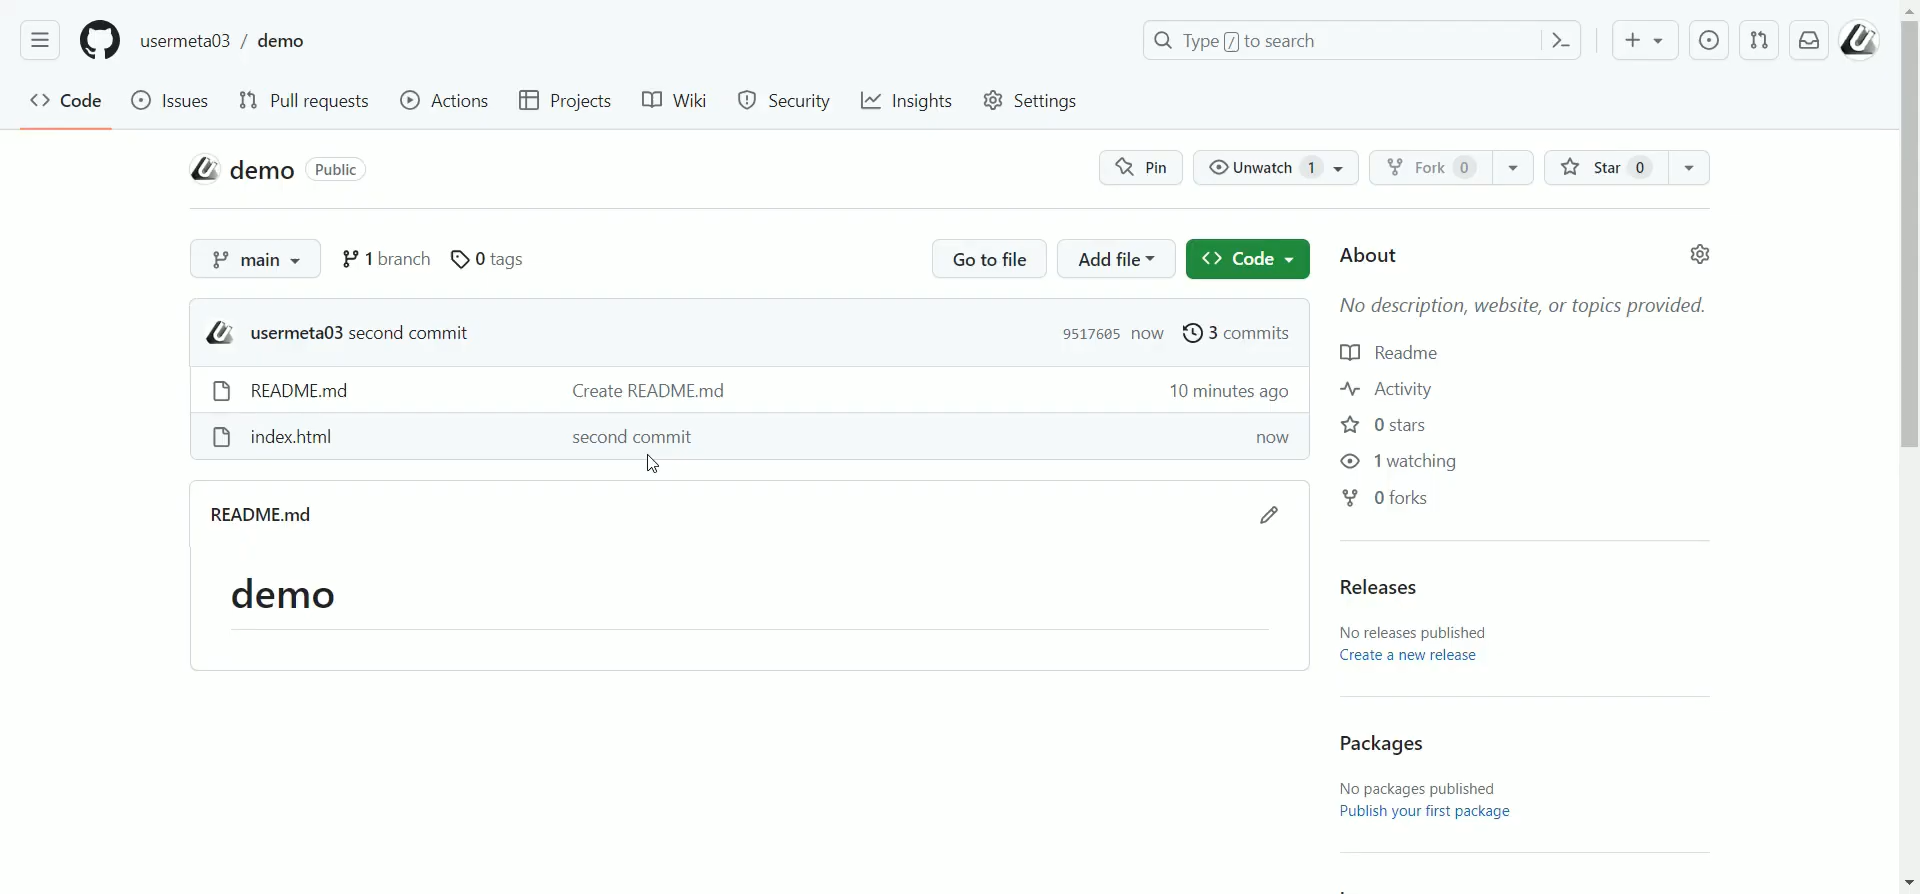 usermeta03 / demo
Type / to search
Code Issues Pull requests Actions Projects Wiki Security Insights Settings
demo Public
Pin Unwatch 1 Fork 0 Star 0
main 1 branch 0 tags Go to file Add file Code
usermeta03 second commit 9517605 now 3 commits
README.md Create README.md 10 minutes ago
index.html second commit now
README.md
demo
About
No description, website, or topics provided.
Readme
Activity
0 stars
1 watching
0 forks
Releases
No releases published
Create a new release
Packages
No packages published
Publish your first package